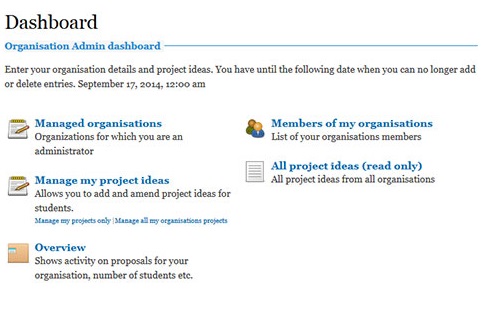 Dashboard
Organisation Admin dashboard
Enter your organisation details and project ideas. You have until the following date when you can no longer add
or delete entries. September 17, 2014, 12:00 am
Managed organisations
Organizations for which you are an
administrator
Manage my project ideas
Allows you to add and amend project ideas for
students.
Manage my projects only | Manage all my organisations projects
Overview
Shows activity on proposals for your
organisation, number of students etc.
Members of my organisations
List of your organisations members
All project ideas (read only)
All project ideas from all organisations